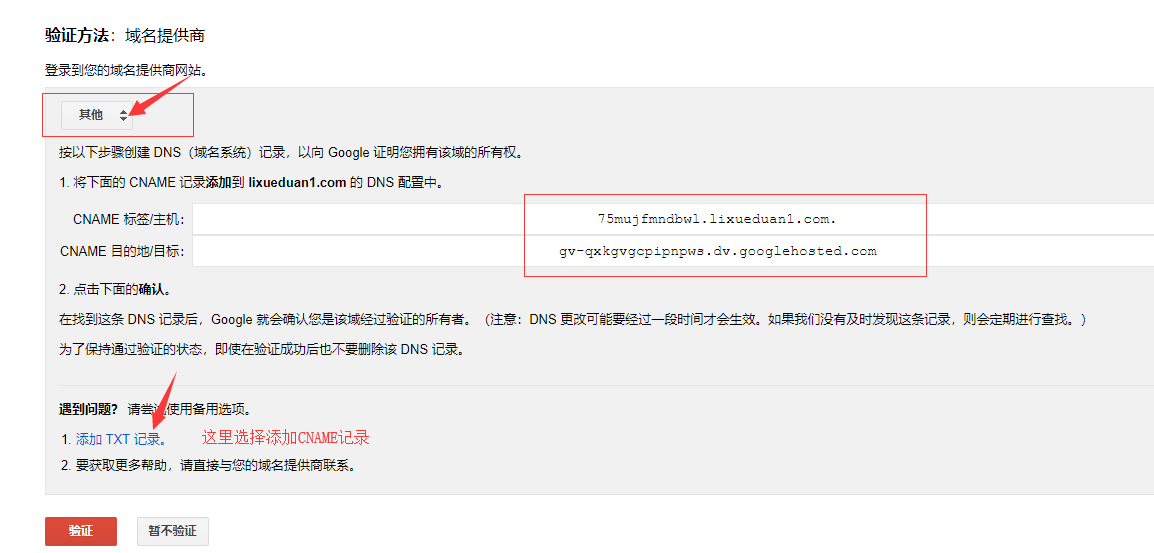 验证方法：域名提供商
登录到您的域名提供商网站。
其他
按以下步骤创建 DNS（域名系统）记录，以向 Google 证明您拥有该域的所有权。
1. 将下面的 CNAME 记录添加到 lixueduan1.com 的 DNS 配置中。
CNAME 标签/主机： 75mujfmndbwl.lixueduan1.com.
CNAME 目的地/目标： gv-qxkgvgcpipnpws.dv.googlehosted.com
2. 点击下面的确认。
在找到这条 DNS 记录后，Google 就会确认您是该域经过验证的所有者。（注意：DNS 更改可能要经过一段时间才会生效。如果我们没有及时发现这条记录，则会定期进行查找。）
为了保持通过验证的状态，即使在验证成功后也不要删除该 DNS 记录。
遇到问题？ 请尝试使用备用选项。
1. 添加 TXT 记录。 这里选择添加CNAME记录
2. 要获取更多帮助，请直接与您的域名提供商联系。
验证 暂不验证